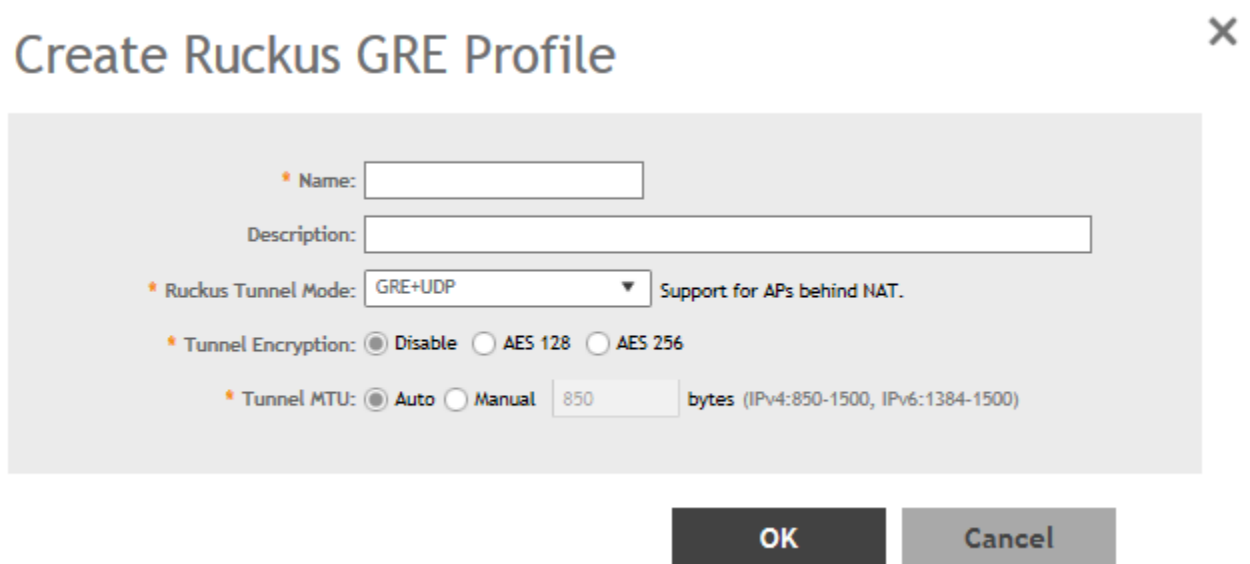 Create Ruckus GRE Profile
* Name:
Description:
* Ruckus Tunnel Mode: GRE+UDP Support for APs behind NAT.
* Tunnel Encryption: Disable AES 128 AES 256
* Tunnel MTU: Auto Manual 850 bytes (IPv4:850-1500, IPv6:1384-1500)
OK Cancel